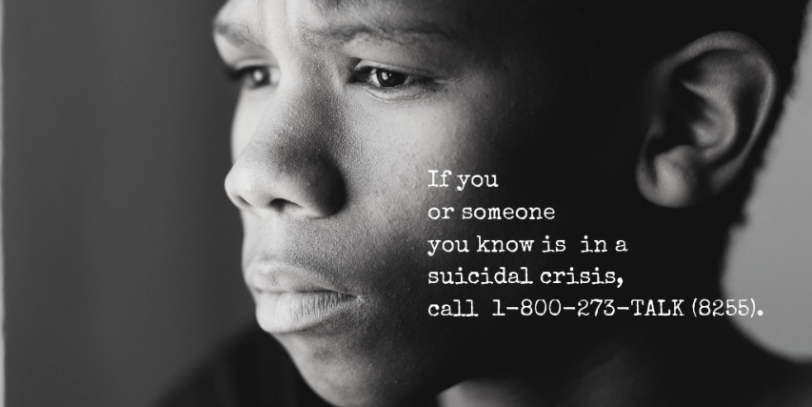 If you
or someone
you know is in a
suicidal crisis,
call 1-800-273-TALK (8255).